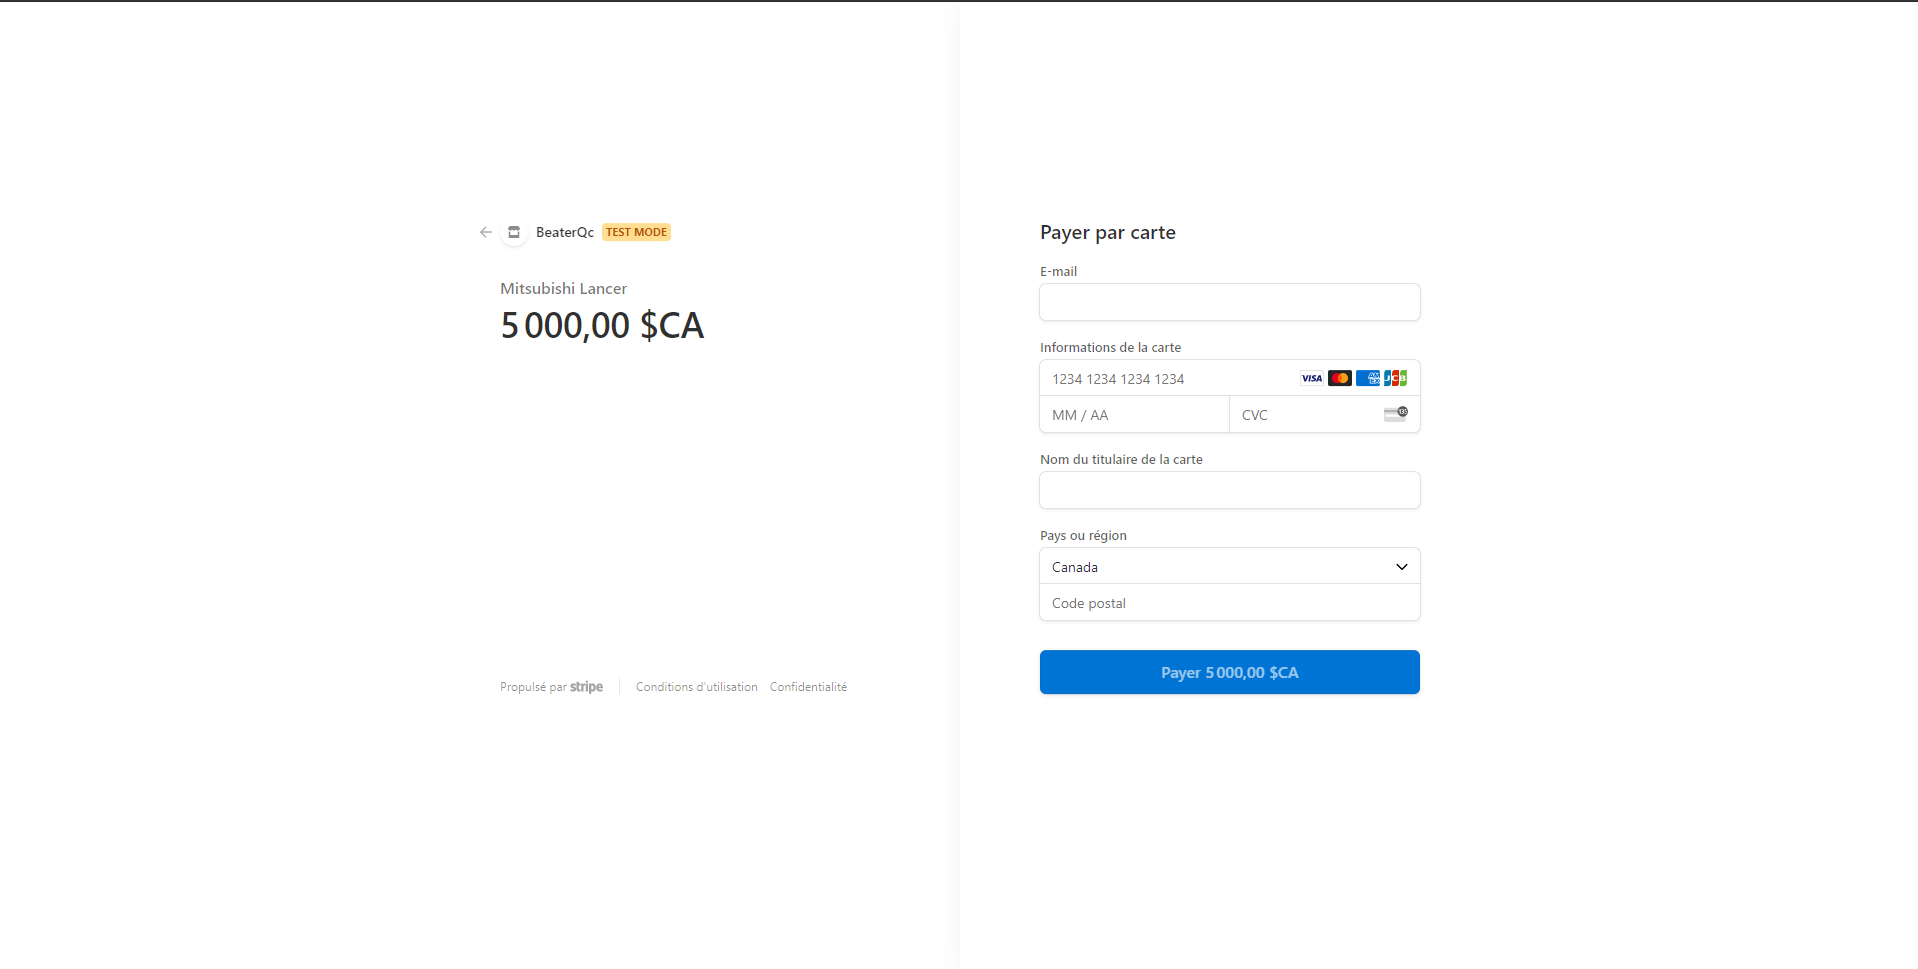 BeaterQc TEST MODE
Mitsubishi Lancer
5 000,00 $CA
Propulsé par stripe
Conditions d'utilisation Confidentialité
Payer par carte
E-mail
Informations de la carte
1234 1234 1234 1234 VISA AMEX JCB
MM / AA CVC
Nom du titulaire de la carte
Pays ou région
Canada
Code postal
Payer 5 000,00 $CA